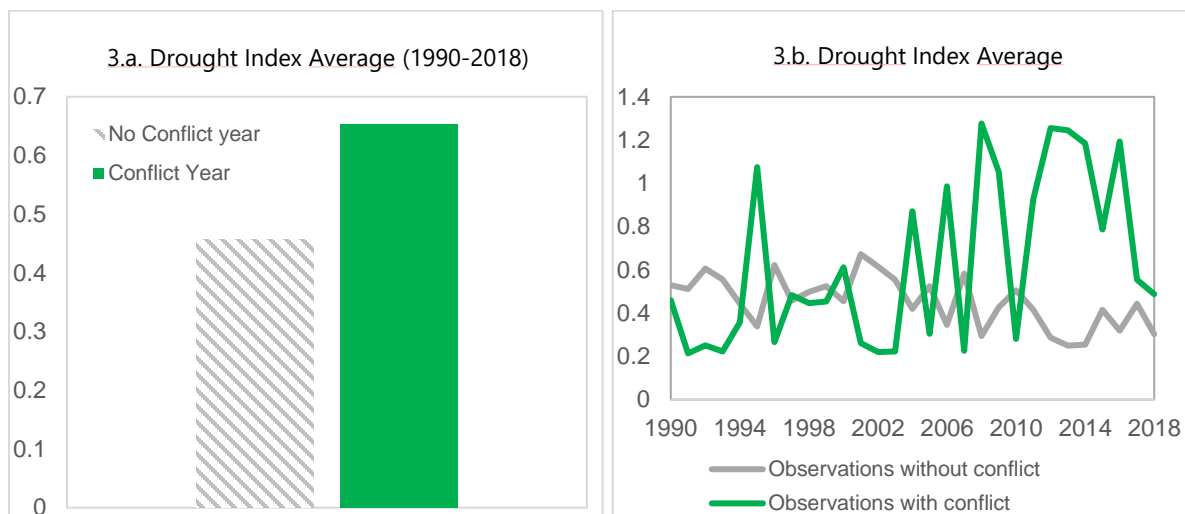 3.a. Drought Index Average (1990-2018)
0.7
0.6
0.5
0.4
0.3
0.2
0.1
0
No Conflict year
Conflict Year
3.b. Drought Index Average
1.4
1.2
1
0.8
0.6
0.4
0.2
0
1990 1994 1998 2002 2006 2010 2014 2018
Observations without conflict
Observations with conflict